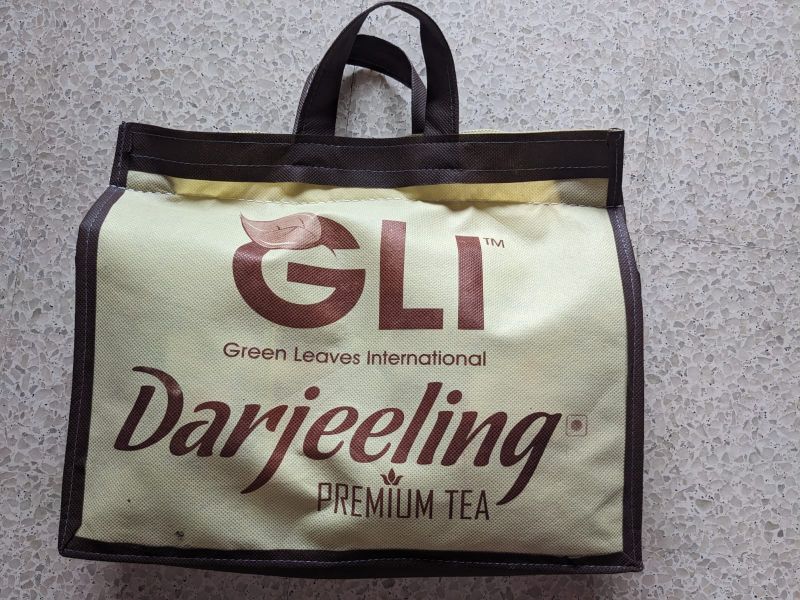 GLI™
Green Leaves International
Darjeeling
PREMIUM TEA